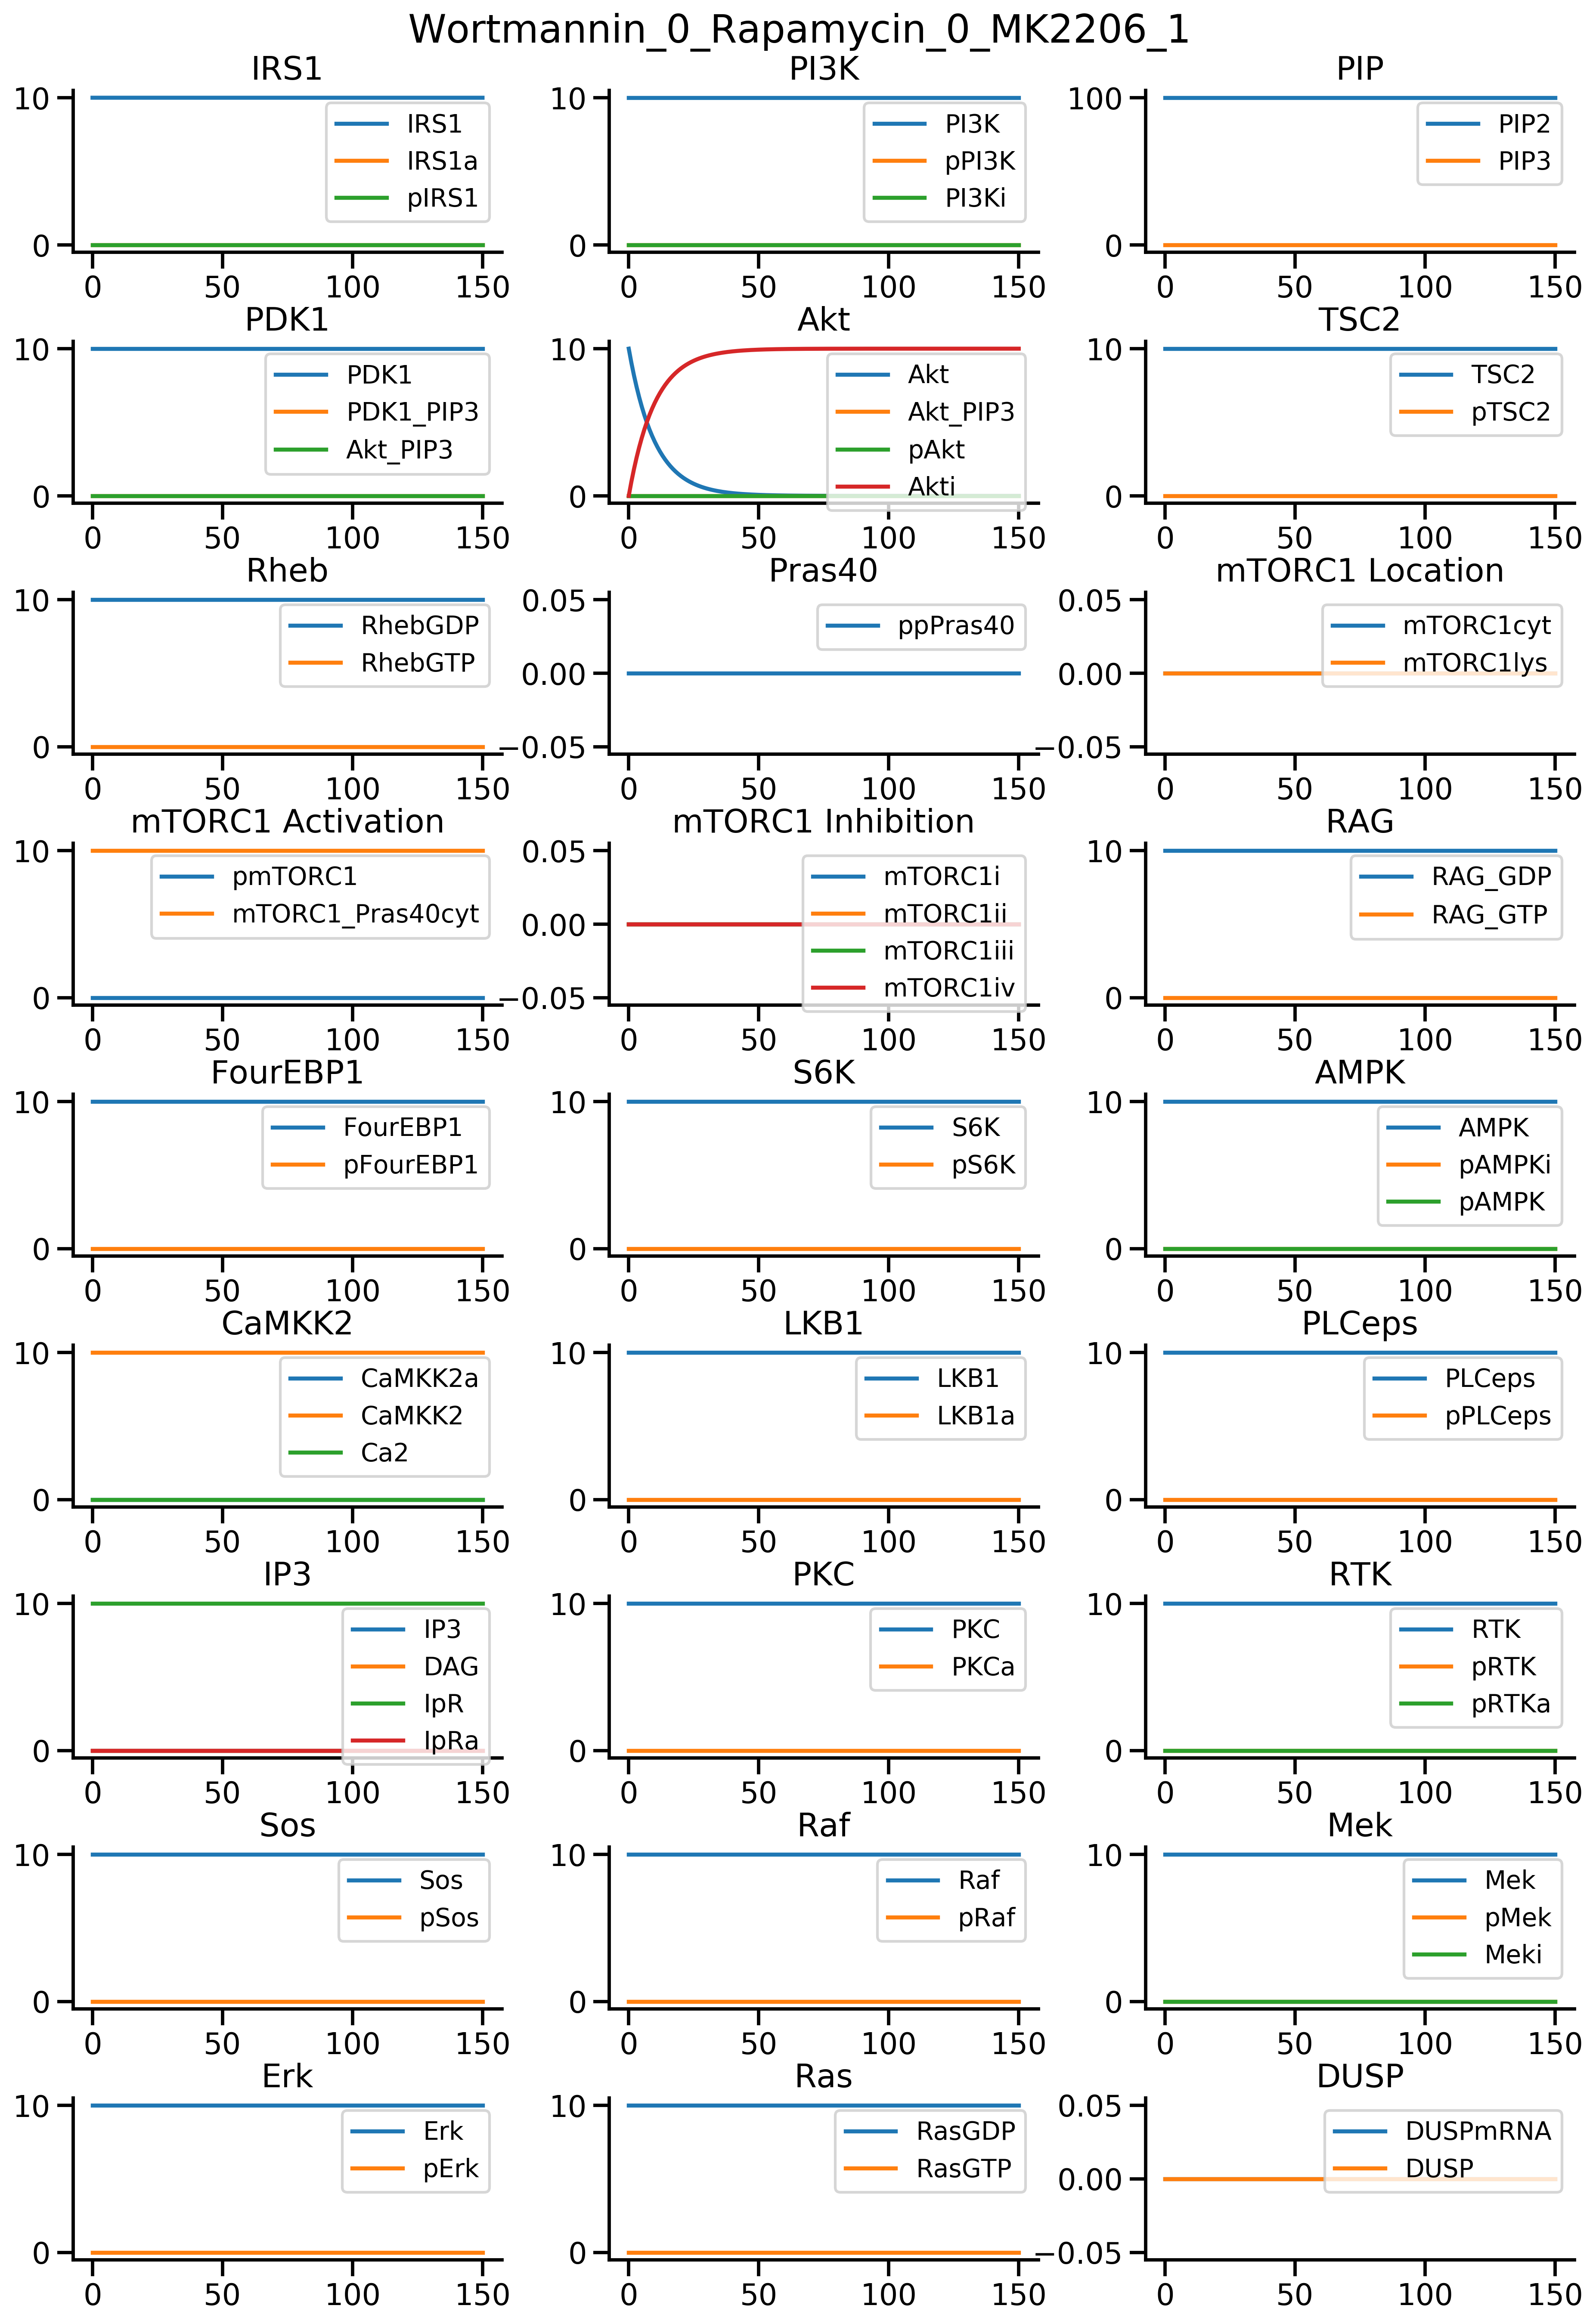 Wortmannin_0_Rapamycin_0_MK2206_1
IRS1
10
0
0 50 100 150
IRS1
IRS1a
pIRS1
PI3K
10
0
0 50 100 150
PI3K
pPI3K
PI3Ki
PIP
100
0
0 50 100 150
PIP2
PIP3
PDK1
10
0
0 50 100 150
PDK1
PDK1_PIP3
Akt_PIP3
Akt
10
0
0 50 100 150
Akt
Akt_PIP3
pAkt
Akti
TSC2
10
0
0 50 100 150
TSC2
pTSC2
Rheb
10
0
0 50 100 150
RhebGDP
RhebGTP
Pras40
0.05
0.00
−0.05
0 50 100 150
ppPras40
mTORC1 Location
0.05
0.00
−0.05
0 50 100 150
mTORC1cyt
mTORC1lys
mTORC1 Activation
10
0
0 50 100 150
pmTORC1
mTORC1_Pras40cyt
mTORC1 Inhibition
0.05
0.00
−0.05
0 50 100 150
mTORC1i
mTORC1ii
mTORC1iii
mTORC1iv
RAG
10
0
0 50 100 150
RAG_GDP
RAG_GTP
FourEBP1
10
0
0 50 100 150
FourEBP1
pFourEBP1
S6K
10
0
0 50 100 150
S6K
pS6K
AMPK
10
0
0 50 100 150
AMPK
pAMPKi
pAMPK
CaMKK2
10
0
0 50 100 150
CaMKK2a
CaMKK2
Ca2
LKB1
10
0
0 50 100 150
LKB1
LKB1a
PLCeps
10
0
0 50 100 150
PLCeps
pPLCeps
IP3
10
0
0 50 100 150
IP3
DAG
IpR
IpRa
PKC
10
0
0 50 100 150
PKC
PKCa
RTK
10
0
0 50 100 150
RTK
pRTK
pRTKa
Sos
10
0
0 50 100 150
Sos
pSos
Raf
10
0
0 50 100 150
Raf
pRaf
Mek
10
0
0 50 100 150
Mek
pMek
Meki
Erk
10
0
0 50 100 150
Erk
pErk
Ras
10
0
0 50 100 150
RasGDP
RasGTP
DUSP
0.05
0.00
−0.05
0 50 100 150
DUSPmRNA
DUSP